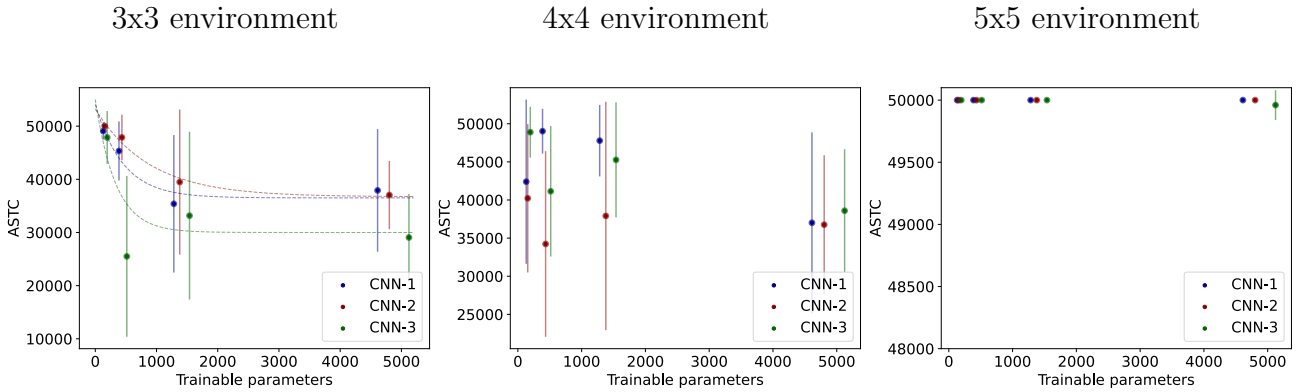 3x3 environment
4x4 environment
5x5 environment
ASTC
50000
40000
30000
20000
10000
0 1000 2000 3000 4000 5000
Trainable parameters
CNN-1
CNN-2
CNN-3
ASTC
50000
45000
40000
35000
30000
25000
0 1000 2000 3000 4000 5000
Trainable parameters
CNN-1
CNN-2
CNN-3
ASTC
50000
49500
49000
48500
48000
0 1000 2000 3000 4000 5000
Trainable parameters
CNN-1
CNN-2
CNN-3